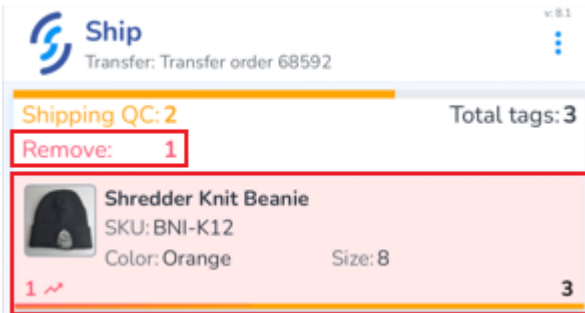 v: 8.1
Ship
Transfer: Transfer order 68592
Shipping QC: 2 Total tags: 3
Remove: 1
Shredder Knit Beanie
SKU: BNI-K12
Color: Orange Size: 8
1 3